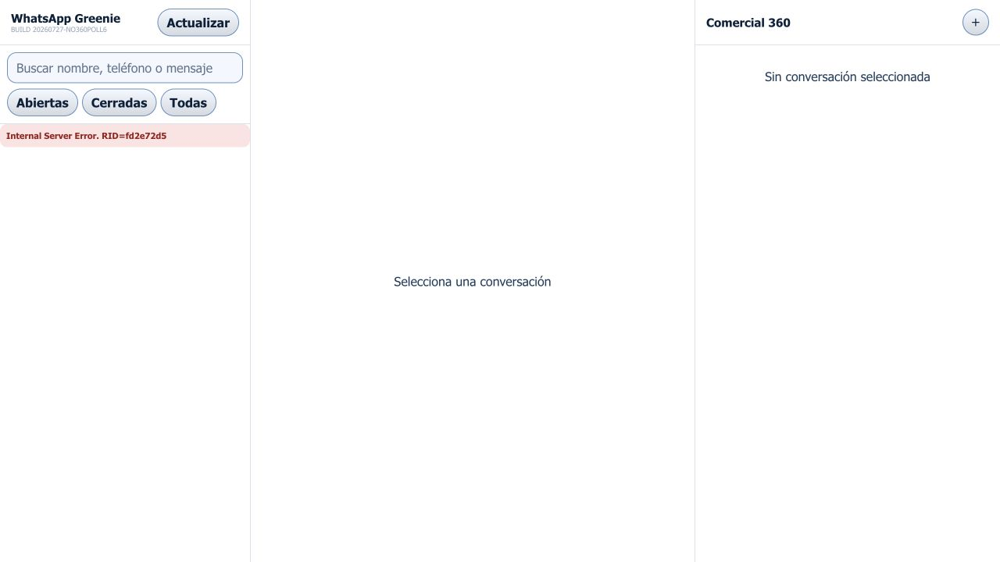 WhatsApp Greenie
BUILD 20260727-NO360POLL6
Actualizar
Buscar nombre, teléfono o mensaje
Abiertas
Cerradas
Todas
Internal Server Error. RID=fd2e72d5
Selecciona una conversación
Comercial 360
+
Sin conversación seleccionada